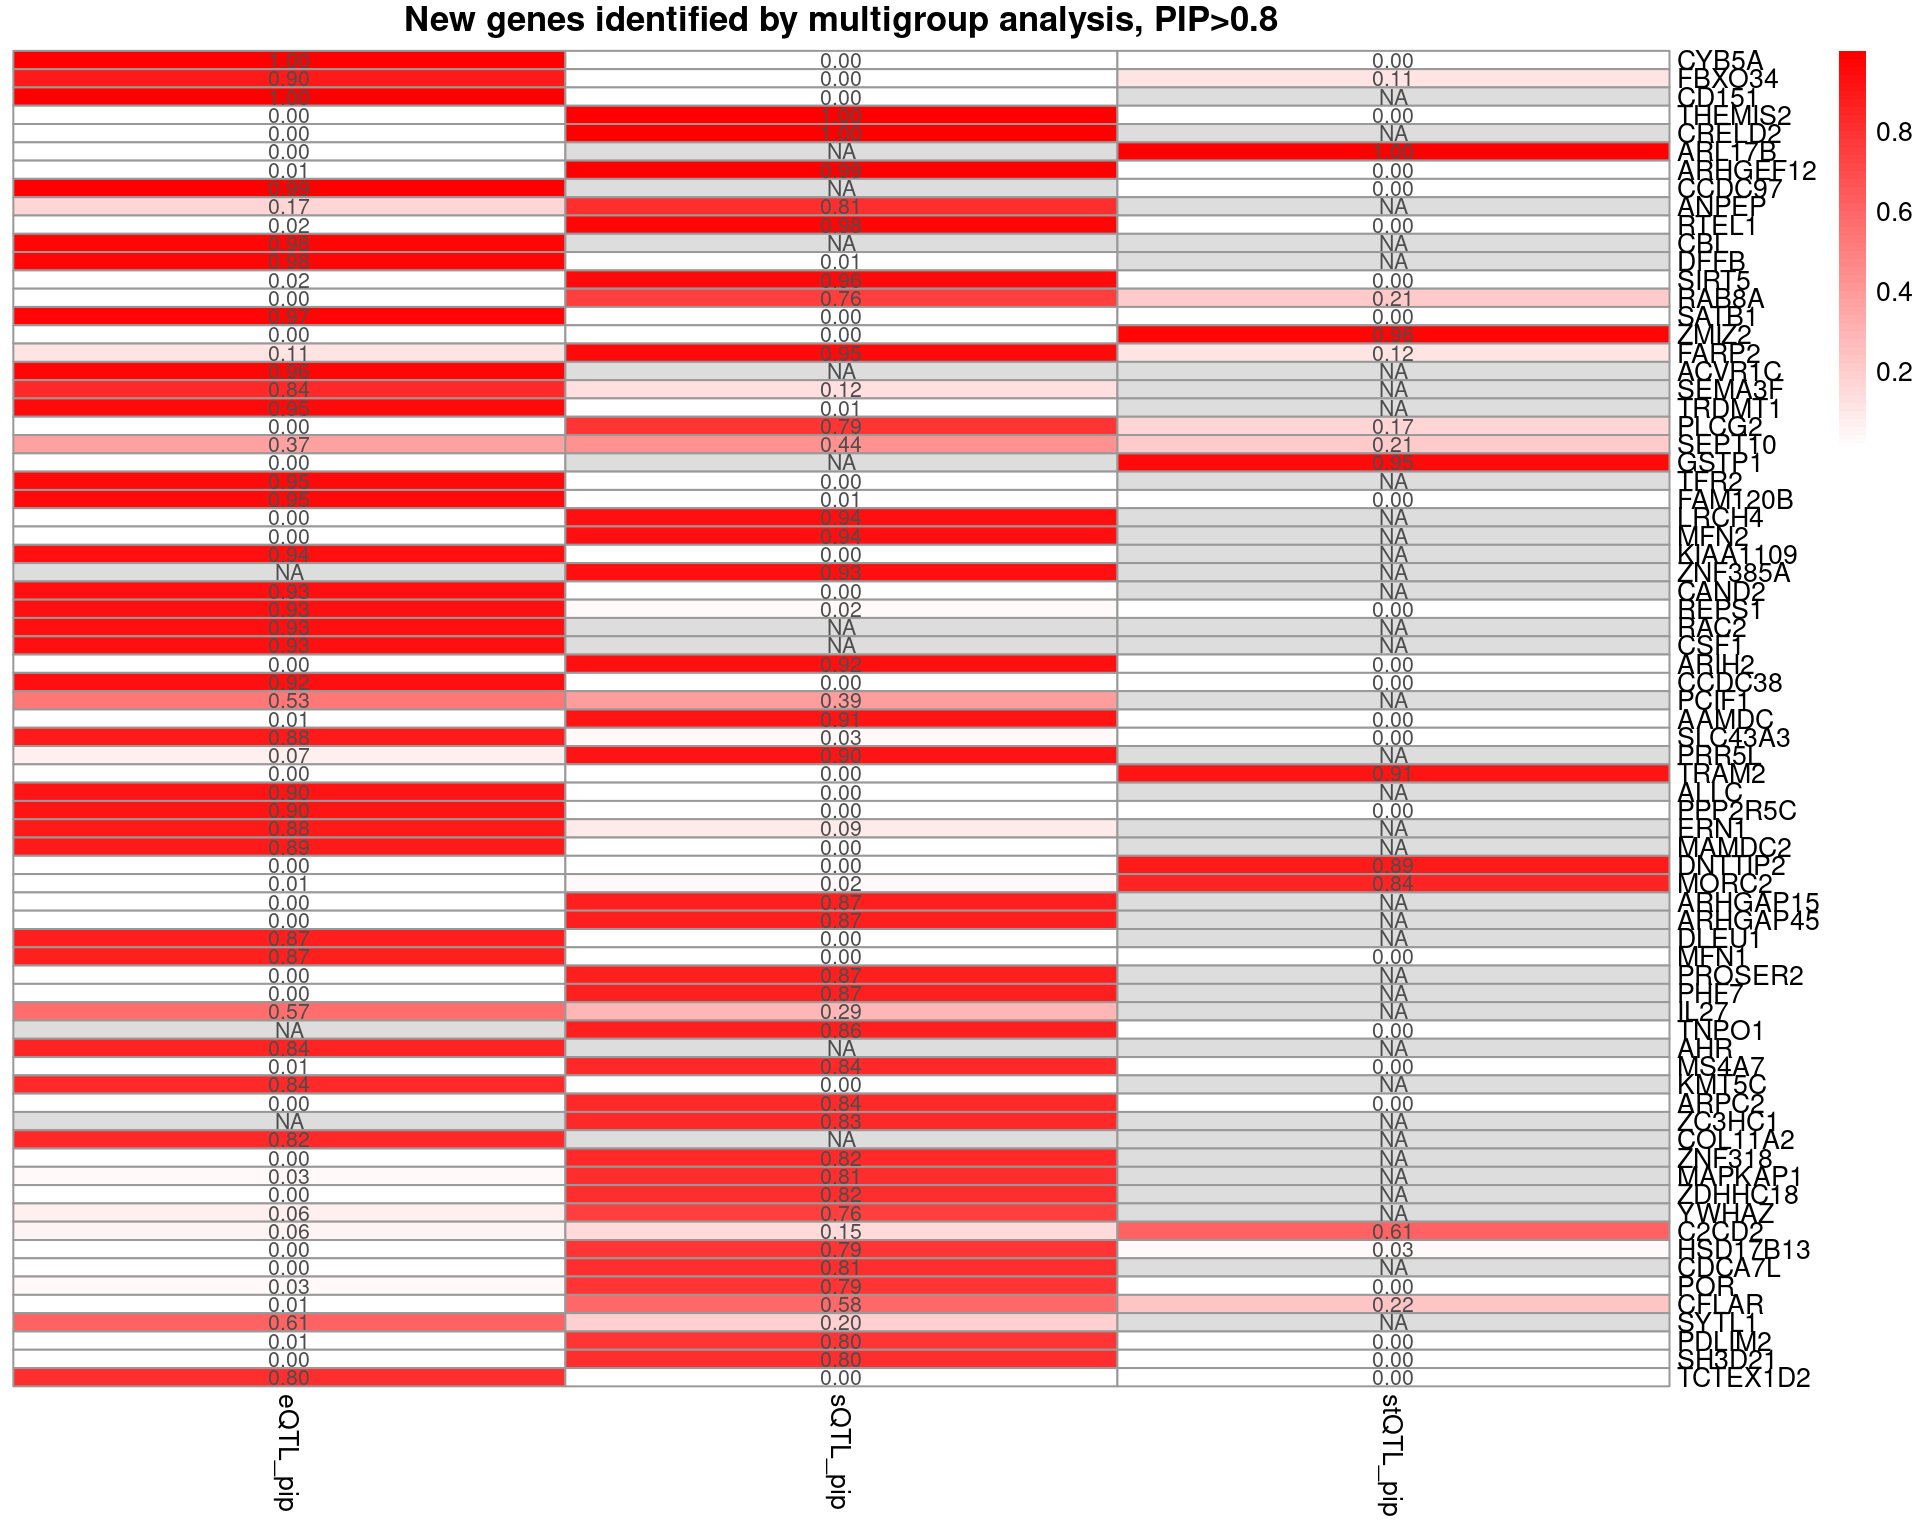 New genes identified by multigroup analysis, PIP>0.8
1.00 0.00 0.00 CYB5A
0.90 0.00 0.11 FBXO34
1.00 0.00 NA CD151
0.00 1.00 0.00 THEMIS2
0.00 1.00 NA CRELD2
0.00 NA 1.00 ARL17B
0.01 0.99 0.00 ARHGEF12
0.99 NA 0.00 CCDC97
0.17 0.81 NA ANPEP
0.02 0.98 0.00 RTEL1
0.98 NA NA CBL
0.98 0.01 NA DFFB
0.02 0.96 0.00 SIRT5
0.00 0.76 0.21 RAB8A
0.97 0.00 0.00 SATB1
0.00 0.00 0.96 ZMIZ2
0.11 0.95 0.12 FARP2
0.96 NA NA ACVR1C
0.84 0.12 NA SEMA3F
0.95 0.01 NA TRDMT1
0.00 0.79 0.17 PLCG2
0.37 0.44 0.21 SEPT10
0.00 NA 0.95 GSTP1
0.95 0.00 NA TFR2
0.95 0.01 0.00 FAM120B
0.00 0.94 NA LRCH4
0.00 0.94 NA MFN2
0.94 0.00 NA KIAA1109
NA 0.93 NA ZNF385A
0.93 0.00 NA CAND2
0.93 0.02 0.00 REPS1
0.93 NA NA RAC2
0.93 NA NA CSF1
0.00 0.92 0.00 ARIH2
0.92 0.00 0.00 CCDC38
0.53 0.39 NA PCIF1
0.01 0.91 0.00 AAMDC
0.88 0.03 0.00 SLC43A3
0.07 0.90 NA PRR5L
0.00 0.00 0.91 TRAM2
0.90 0.00 NA ALLC
0.90 0.00 0.00 PPP2R5C
0.88 0.09 NA ERN1
0.89 0.00 NA MAMDC2
0.00 0.00 0.89 DNTTIP2
0.01 0.02 0.84 MORC2
0.00 0.87 NA ARHGAP15
0.00 0.87 NA ARHGAP45
0.87 0.00 NA DLEU1
0.87 0.00 0.00 MFN1
0.00 0.87 NA PROSER2
0.00 0.87 NA PHF7
0.57 0.29 NA IL27
NA 0.86 0.00 TNPO1
0.84 NA NA AHR
0.01 0.84 0.00 MS4A7
0.84 0.00 NA KMT5C
0.00 0.84 0.00 ARPC2
NA 0.83 NA ZC3HC1
0.82 NA NA COL11A2
0.00 0.82 NA ZNF318
0.03 0.81 NA MAPKAP1
0.00 0.82 NA ZDHHC18
0.06 0.76 NA YWHAZ
0.06 0.15 0.61 C2CD2
0.00 0.79 0.03 HSD17B13
0.00 0.81 NA CDCA7L
0.03 0.79 0.00 POR
0.01 0.58 0.22 CFLAR
0.61 0.20 NA SYTL1
0.01 0.80 0.00 PDLIM2
0.00 0.80 0.00 SH3D21
0.80 0.00 0.00 TCTEX1D2
eQTL_pip
sQTL_pip
stQTL_pip
0.8
0.6
0.4
0.2